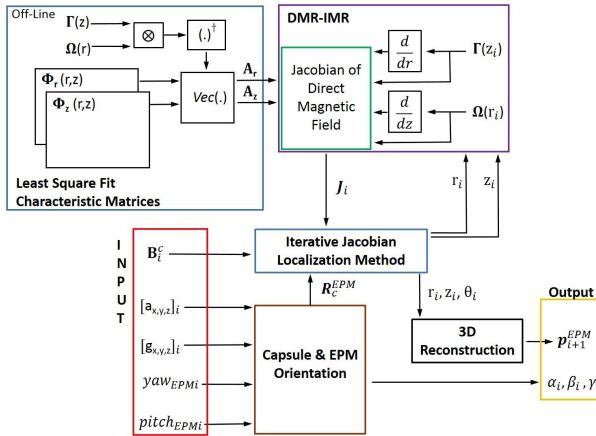 Off-Line
Γ(z)
Ω(r)
⊗
(.)†
Φr (r,z)
Φz (r,z)
Vec(.)
Ar
Az
Least Square Fit
Characteristic Matrices
DMR-IMR
Jacobian of
Direct
Magnetic
Field
d/dr
Γ(zi)
d/dz
Ω(ri)
Ji
ri
zi
INPUT
Bic
[ax,y,z]i
[gx,y,z]i
yawEPMi
pitchEPMi
Iterative Jacobian
Localization Method
RcEPM
ri, zi, θi
Capsule & EPM
Orientation
3D
Reconstruction
Output
pi+1EPM
αi, βi, γ